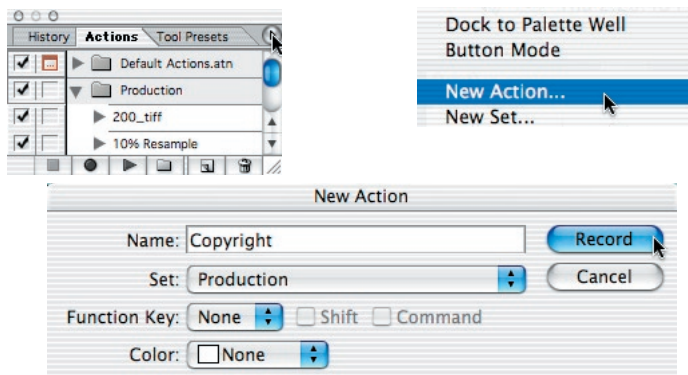 History Actions Tool Presets
Default Actions.atn
Production
200_tiff
10% Resample
Dock to Palette Well
Button Mode
New Action...
New Set...
New Action
Name: Copyright Record
Set: Production Cancel
Function Key: None Shift Command
Color: None